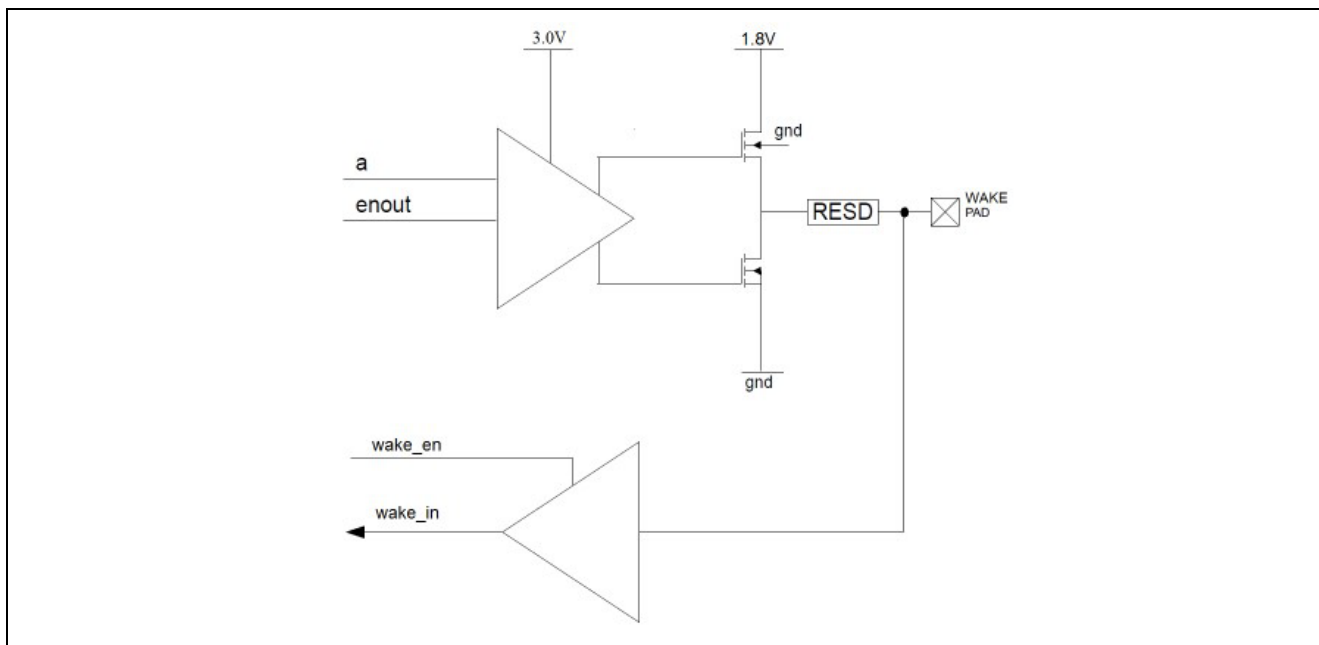 3.0V
1.8V
gnd
a
enout
RESD
WAKE
PAD
gnd
wake_en
wake_in